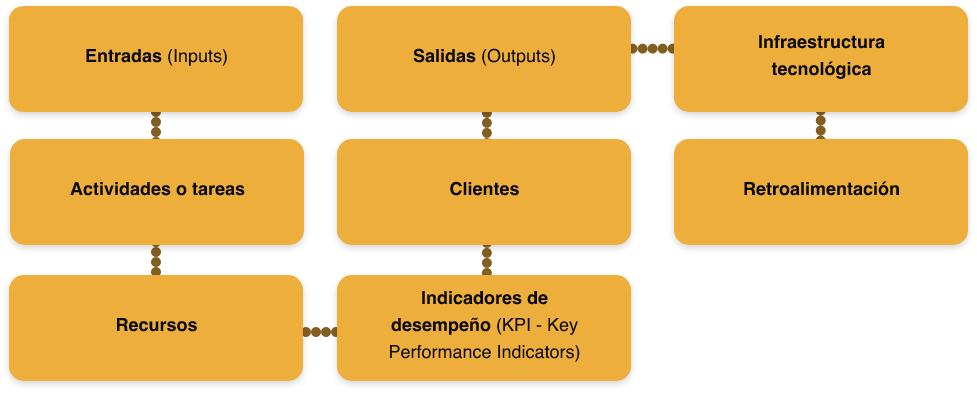 Entradas (Inputs)
Salidas (Outputs)
Infraestructura
tecnológica
Actividades o tareas
Clientes
Retroalimentación
Recursos
Indicadores de
desempeño (KPI - Key
Performance Indicators)